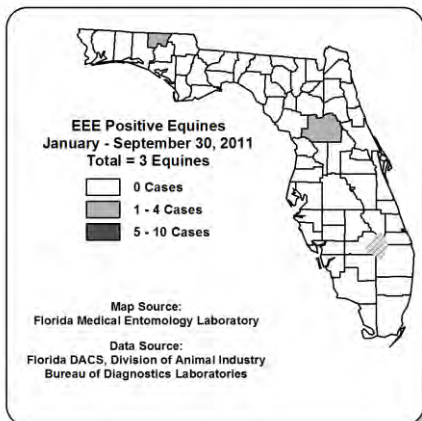 EEE Positive Equines
January - September 30, 2011
Total = 3 Equines
0 Cases
1 - 4 Cases
5 - 10 Cases
Map Source:
Florida Medical Entomology Laboratory
Data Source:
Florida DACS, Division of Animal Industry
Bureau of Diagnostics Laboratories